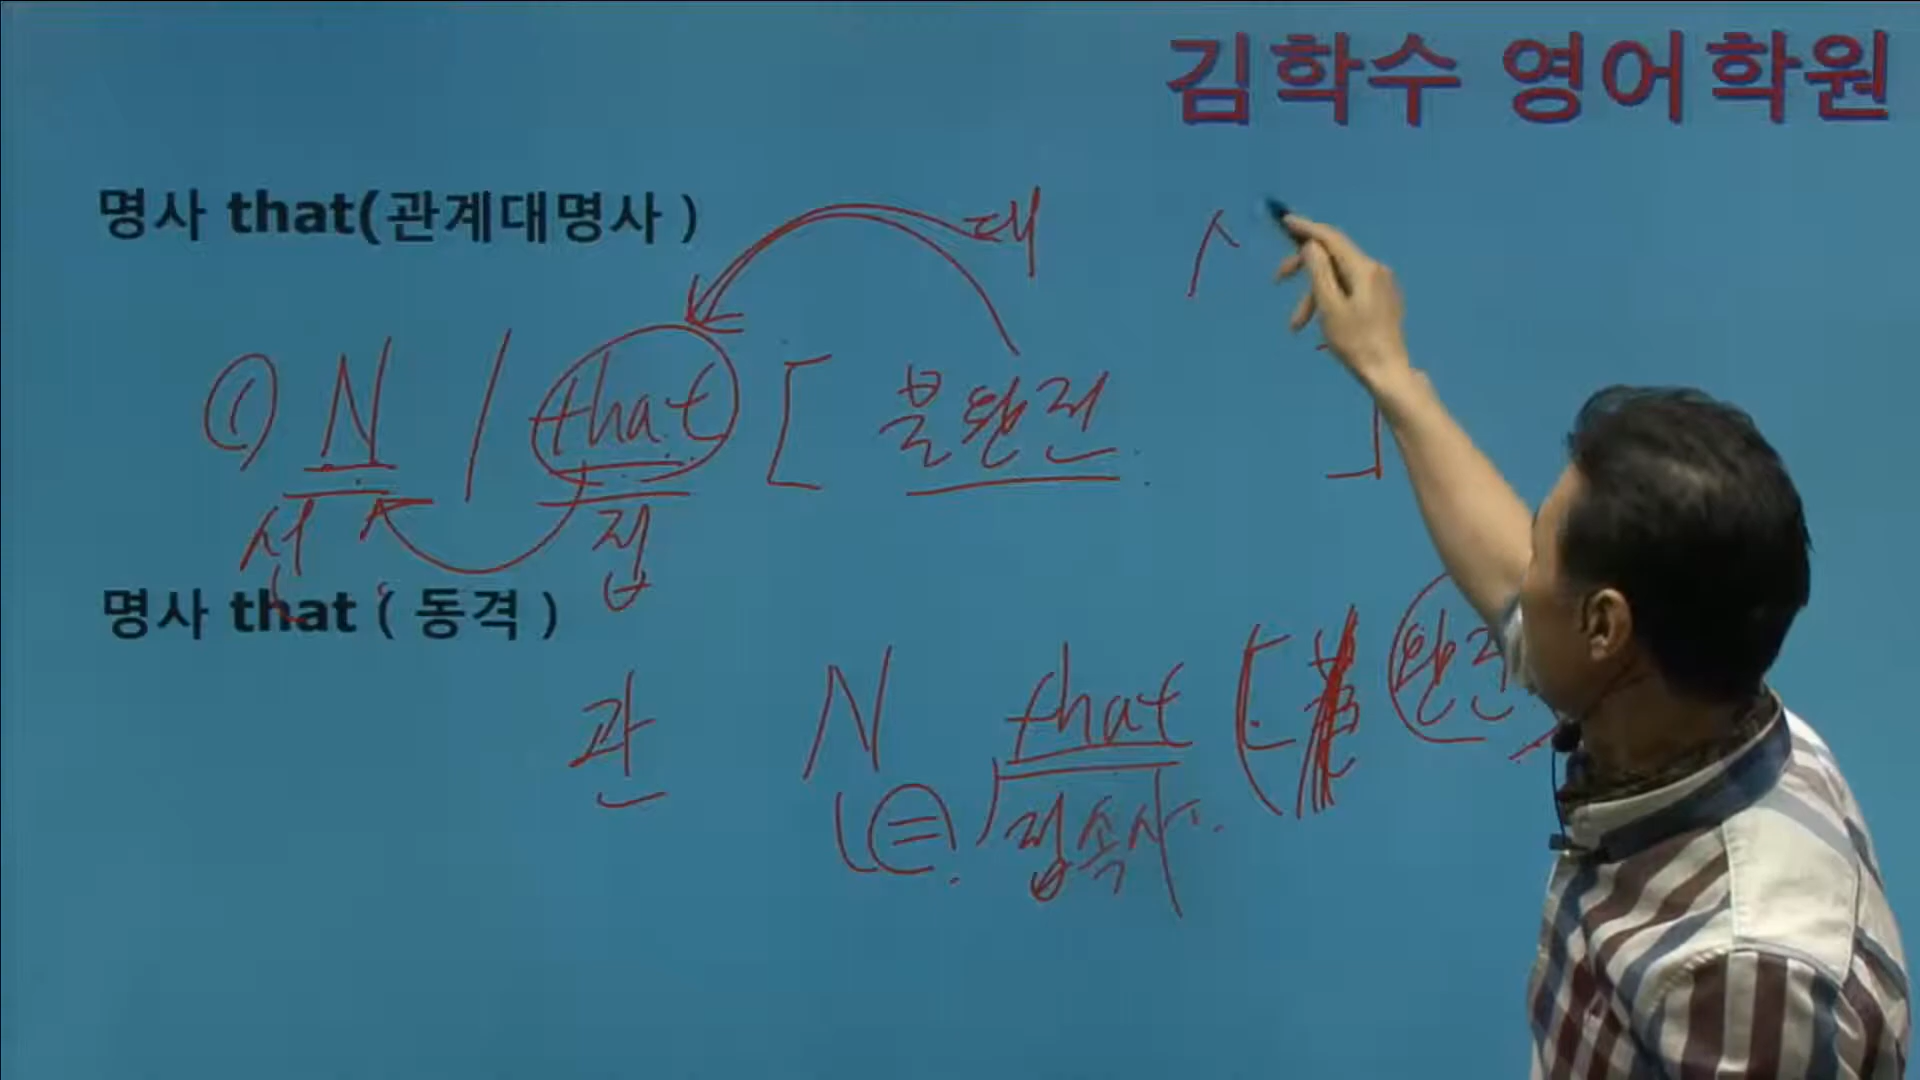 김학수 영어학원
명사 that(관계대명사)
대
① N / that [ 불완전 ]
선 접
명사 that ( 동격 )
관 N that [ 완전
= 접속사